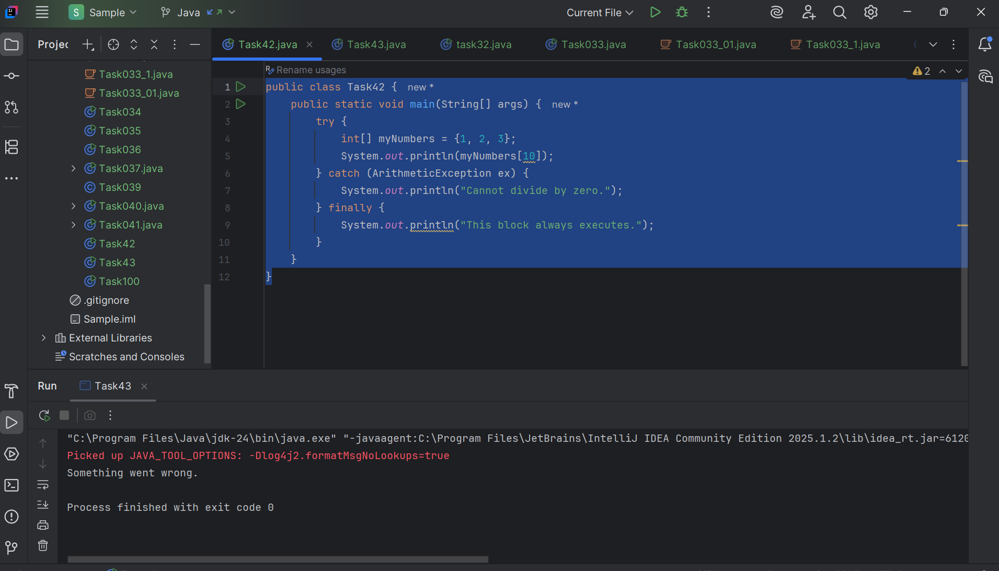 S Sample Java Current File
Project
Task42.java Task43.java task32.java Task033.java Task033_01.java Task033_1.java
Task033_1.java
Task033_01.java
Task034
Task035
Task036
Task037.java
Task039
Task040.java
Task041.java
Task42
Task43
Task100
.gitignore
Sample.iml
External Libraries
Scratches and Consoles
Rename usages
2
1 public class Task42 { new *
2 public static void main(String[] args) { new *
3 try {
4 int[] myNumbers = {1, 2, 3};
5 System.out.println(myNumbers[10]);
6 } catch (ArithmeticException ex) {
7 System.out.println("Cannot divide by zero.");
8 } finally {
9 System.out.println("This block always executes.");
10 }
11 }
12 }
Run Task43
"C:\Program Files\Java\jdk-24\bin\java.exe" "-javaagent:C:\Program Files\JetBrains\IntelliJ IDEA Community Edition 2025.1.2\lib\idea_rt.jar=6120
Picked up JAVA_TOOL_OPTIONS: -Dlog4j2.formatMsgNoLookups=true
Something went wrong.
Process finished with exit code 0